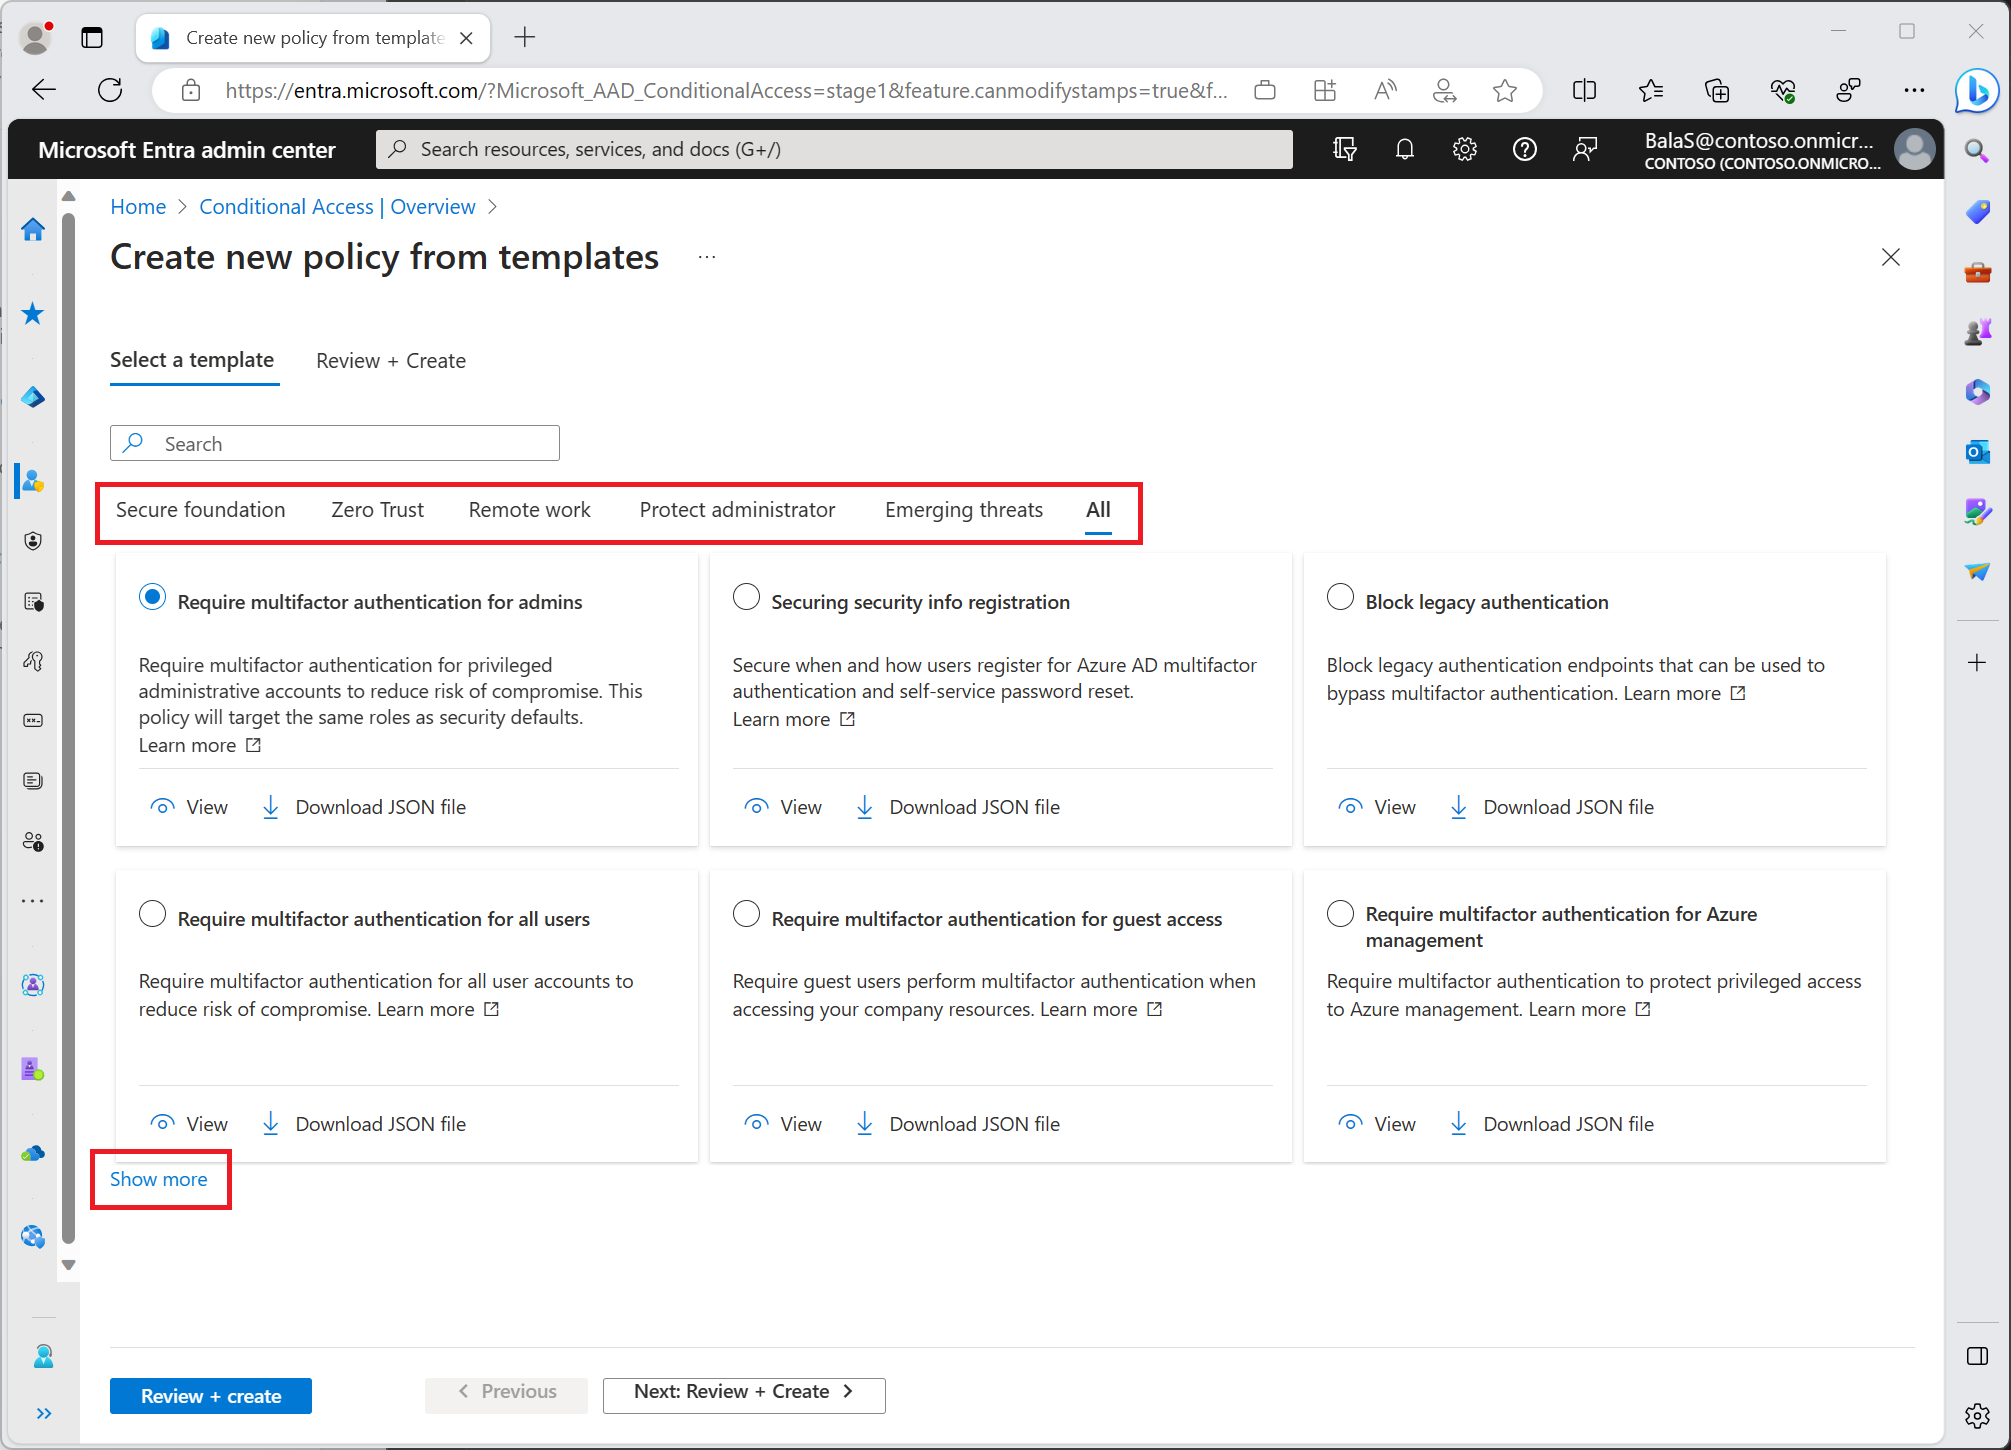 Create new policy from template
https://entra.microsoft.com/?Microsoft_AAD_ConditionalAccess=stage1&feature.canmodifystamps=true&f...
Microsoft Entra admin center
Search resources, services, and docs (G+/)
BalaS@contoso.onmicr...
CONTOSO (CONTOSO.ONMICRO...
Home > Conditional Access | Overview >
Create new policy from templates ...
Select a template Review + Create
Search
Secure foundation Zero Trust Remote work Protect administrator Emerging threats All
Require multifactor authentication for admins
Require multifactor authentication for privileged
administrative accounts to reduce risk of compromise. This
policy will target the same roles as security defaults.
Learn more
View Download JSON file
Securing security info registration
Secure when and how users register for Azure AD multifactor
authentication and self-service password reset.
Learn more
View Download JSON file
Block legacy authentication
Block legacy authentication endpoints that can be used to
bypass multifactor authentication. Learn more
View Download JSON file
Require multifactor authentication for all users
Require multifactor authentication for all user accounts to
reduce risk of compromise. Learn more
View Download JSON file
Require multifactor authentication for guest access
Require guest users perform multifactor authentication when
accessing your company resources. Learn more
View Download JSON file
Require multifactor authentication for Azure
management
Require multifactor authentication to protect privileged access
to Azure management. Learn more
View Download JSON file
Show more
Review + create < Previous Next: Review + Create >